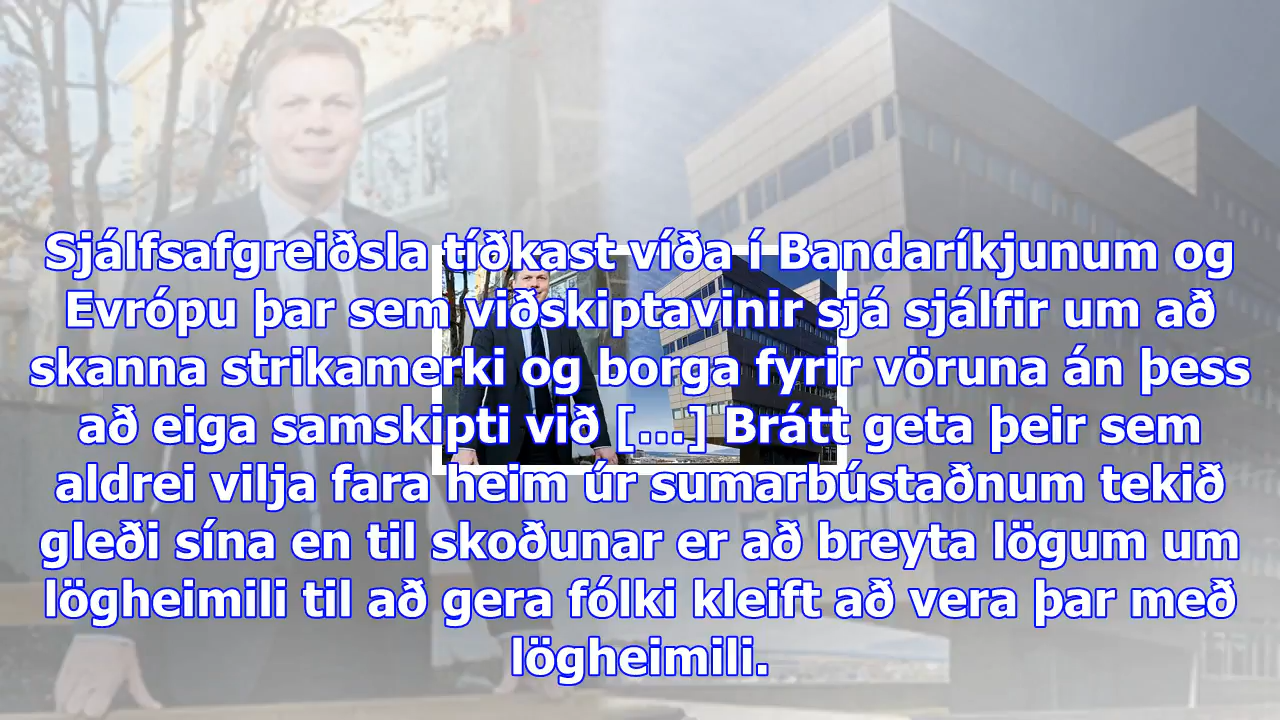 Sjálfsafgreiðsla tíðkast víða í Bandaríkjunum og
Evrópu þar sem viðskiptavinir sjá sjálfir um að
skanna strikamerki og borga fyrir vöruna án þess
að eiga samskipti við [...] Brátt geta þeir sem
aldrei vilja fara heim úr sumarbústaðnum tekið
gleði sína en til skoðunar er að breyta lögum um
lögheimili til að gera fólki kleift að vera þar með
lögheimili.